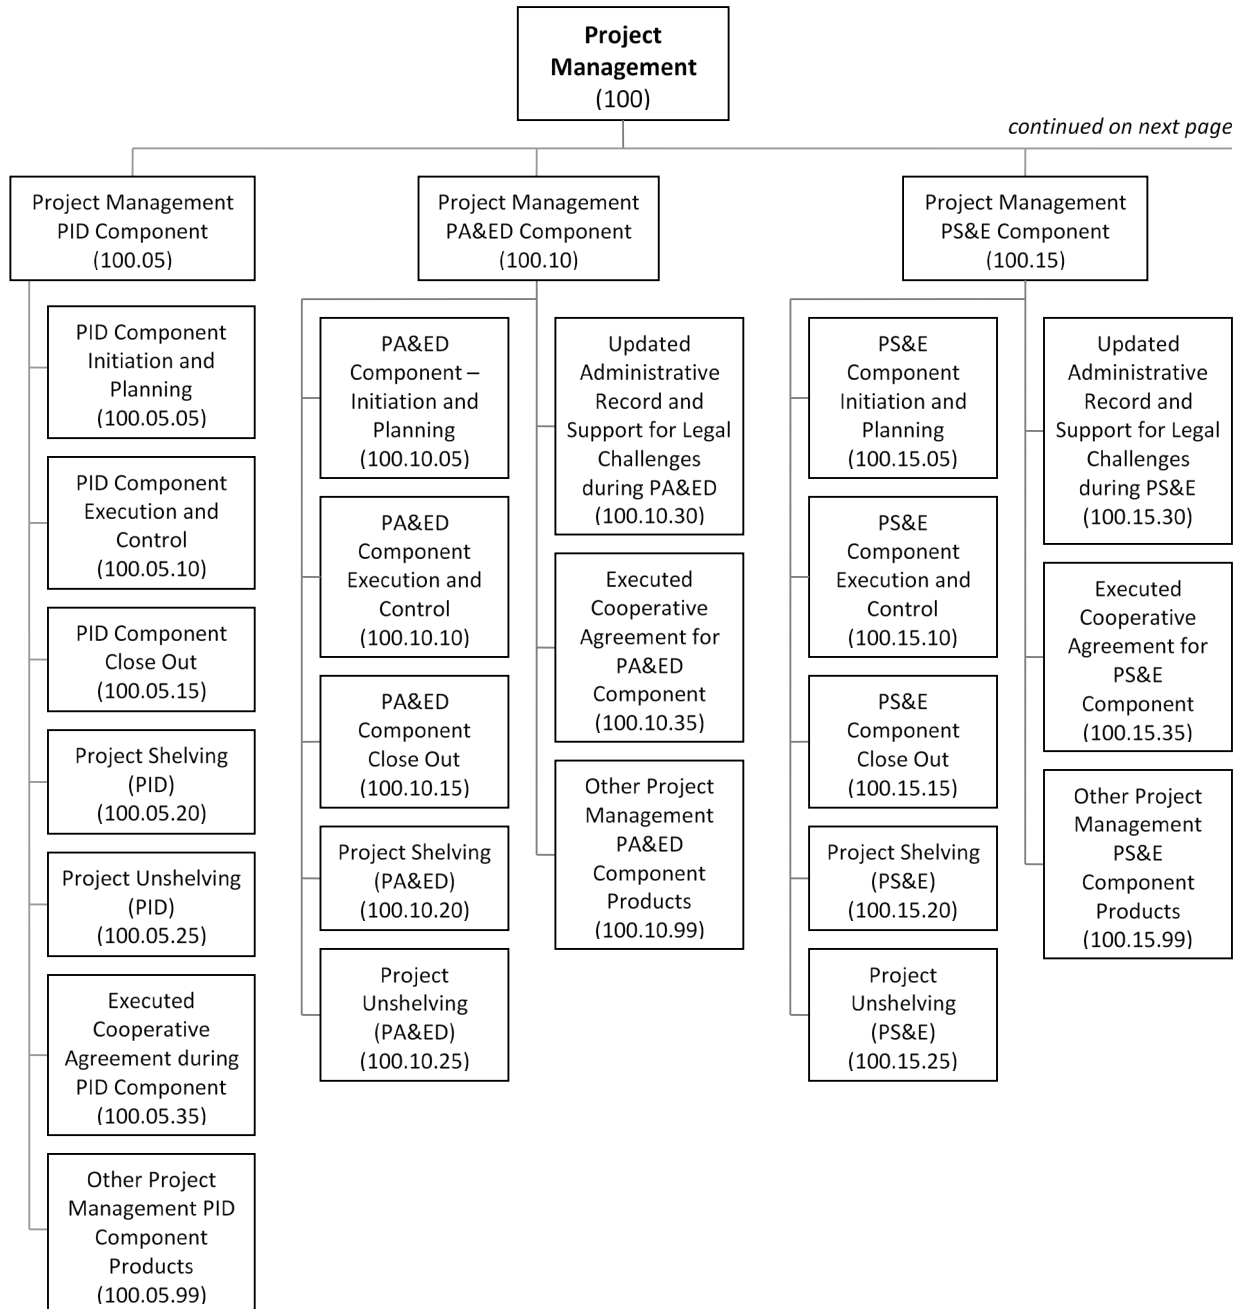 Project
Management
(100)
continued on next page
Project Management
PID Component
(100.05)
PID Component
Initiation and
Planning
(100.05.05)
PID Component
Execution and
Control
(100.05.10)
PID Component
Close Out
(100.05.15)
Project Shelving
(PID)
(100.05.20)
Project Unshelving
(PID)
(100.05.25)
Executed
Cooperative
Agreement during
PID Component
(100.05.35)
Other Project
Management PID
Component
Products
(100.05.99)
Project Management
PA&ED Component
(100.10)
PA&ED
Component –
Initiation and
Planning
(100.10.05)
PA&ED
Component
Execution and
Control
(100.10.10)
PA&ED
Component
Close Out
(100.10.15)
Project Shelving
(PA&ED)
(100.10.20)
Project
Unshelving
(PA&ED)
(100.10.25)
Updated
Administrative
Record and
Support for Legal
Challenges
during PA&ED
(100.10.30)
Executed
Cooperative
Agreement for
PA&ED
Component
(100.10.35)
Other Project
Management
PA&ED
Component
Products
(100.10.99)
Project Management
PS&E Component
(100.15)
PS&E
Component
Initiation and
Planning
(100.15.05)
PS&E
Component
Execution and
Control
(100.15.10)
PS&E
Component
Close Out
(100.15.15)
Project Shelving
(PS&E)
(100.15.20)
Project
Unshelving
(PS&E)
(100.15.25)
Updated
Administrative
Record and
Support for Legal
Challenges
during PS&E
(100.15.30)
Executed
Cooperative
Agreement for
PS&E
Component
(100.15.35)
Other Project
Management
PS&E
Component
Products
(100.15.99)